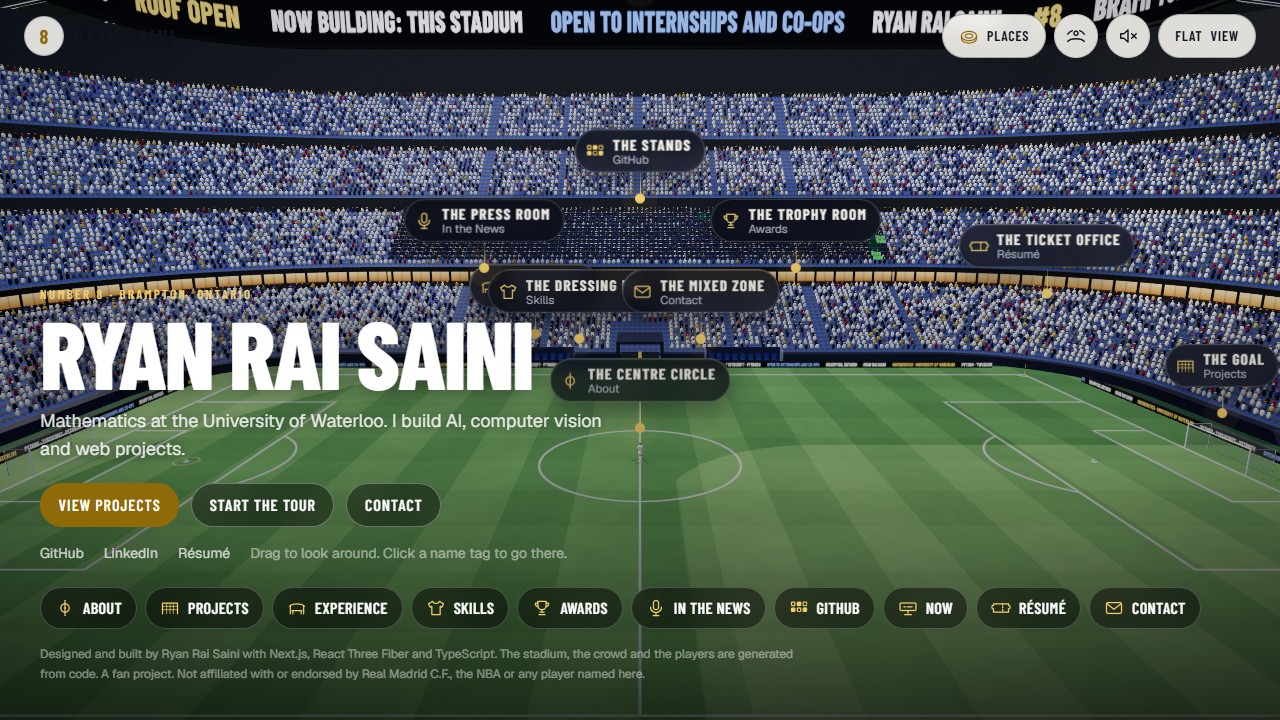 ROOF OPEN NOW BUILDING: THIS STADIUM OPEN TO INTERNSHIPS AND CO-OPS RYAN RAI #8
8
PLACES
FLAT VIEW
THE STANDS
GitHub
THE PRESS ROOM
In the News
THE TROPHY ROOM
Awards
THE TICKET OFFICE
Résumé
THE DRESSING
Skills
THE MIXED ZONE
Contact
THE CENTRE CIRCLE
About
THE GOAL
Projects
NUMBER 8 · BRAMPTON, ONTARIO
RYAN RAI SAINI
Mathematics at the University of Waterloo. I build AI, computer vision
and web projects.
VIEW PROJECTS
START THE TOUR
CONTACT
GitHub LinkedIn Résumé Drag to look around. Click a name tag to go there.
ABOUT PROJECTS EXPERIENCE SKILLS AWARDS IN THE NEWS GITHUB NOW RÉSUMÉ CONTACT
Designed and built by Ryan Rai Saini with Next.js, React Three Fiber and TypeScript. The stadium, the crowd and the players are generated
from code. A fan project. Not affiliated with or endorsed by Real Madrid C.F., the NBA or any player named here.